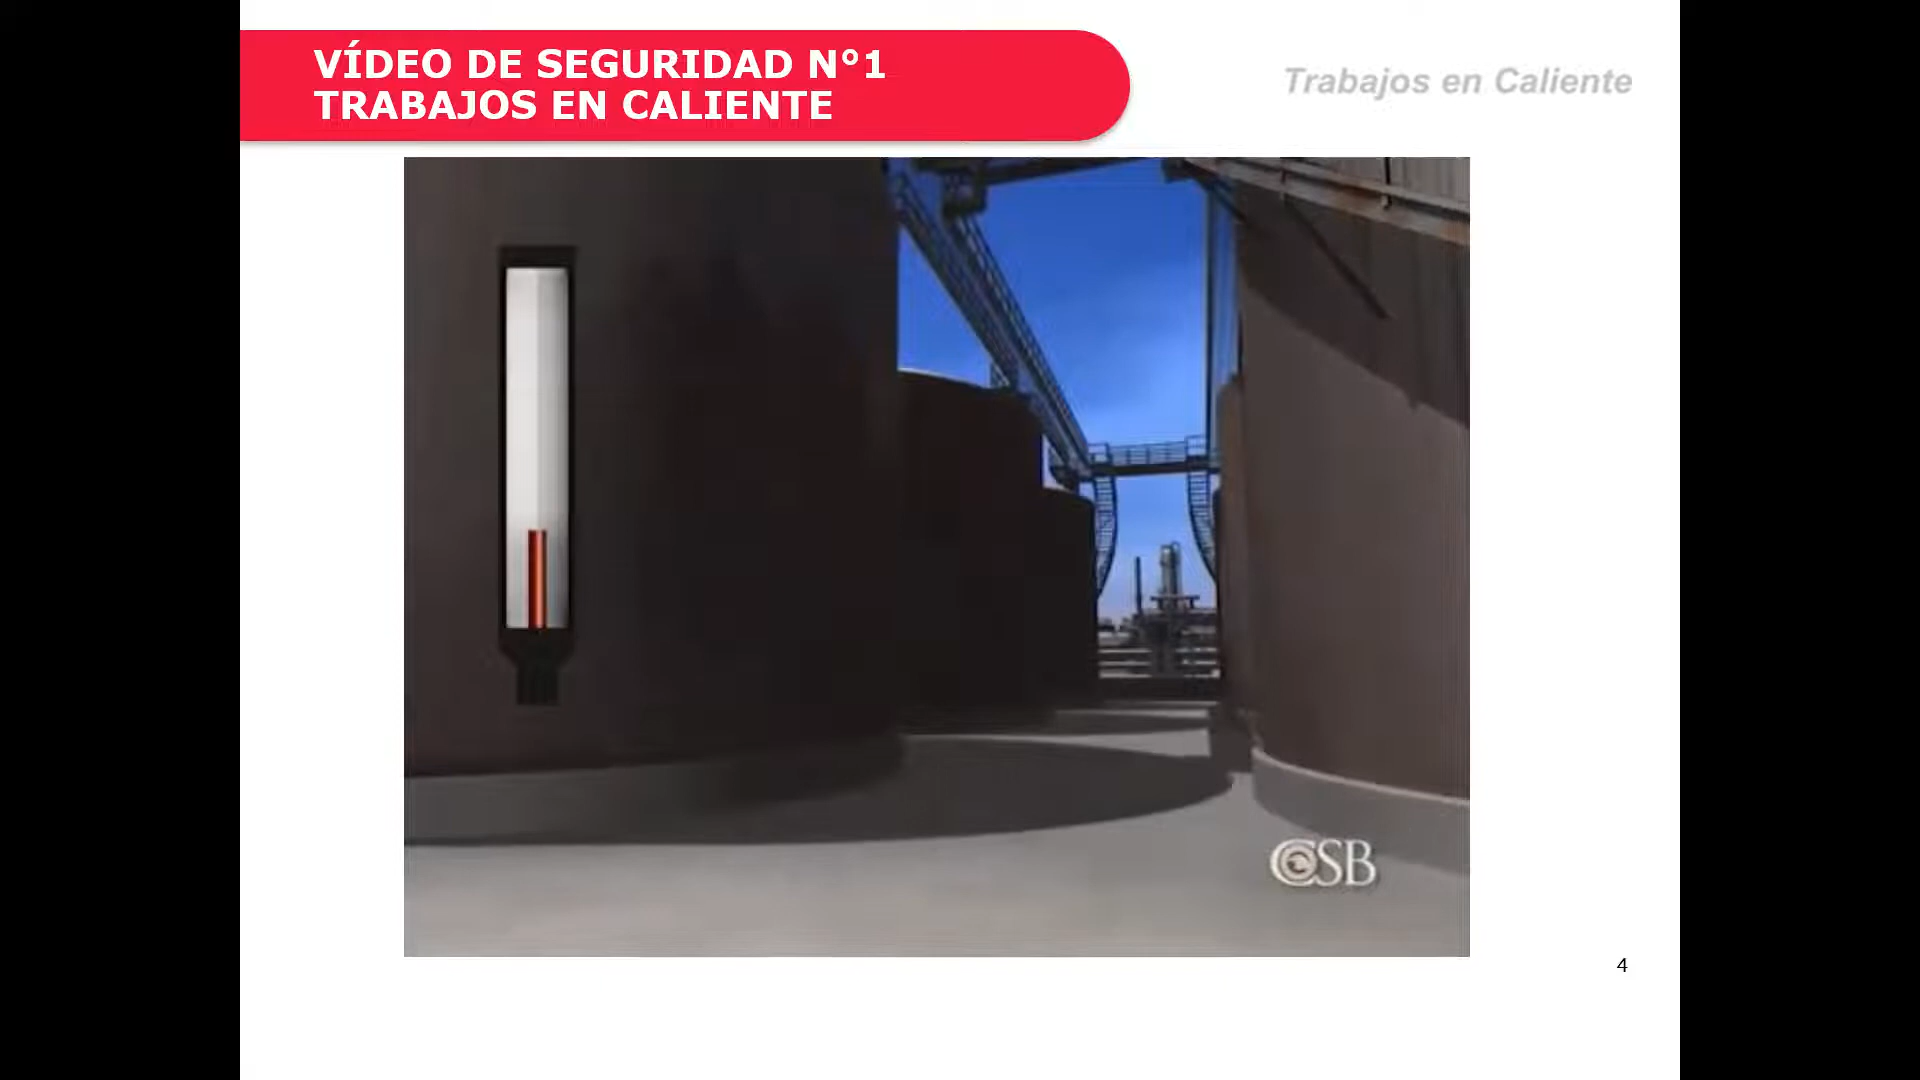 VÍDEO DE SEGURIDAD N°1
TRABAJOS EN CALIENTE
Trabajos en Caliente
CSB
4